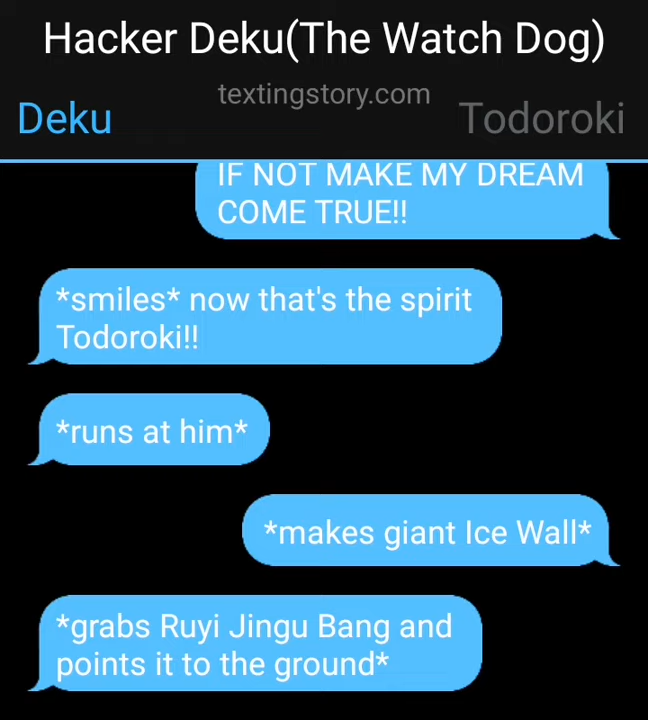 Hacker Deku(The Watch Dog)
textingstory.com
Deku
Todoroki
IF NOT MAKE MY DREAM
COME TRUE!!
*smiles* now that's the spirit
Todoroki!!
*runs at him*
*makes giant Ice Wall*
*grabs Ruyi Jingu Bang and
points it to the ground*